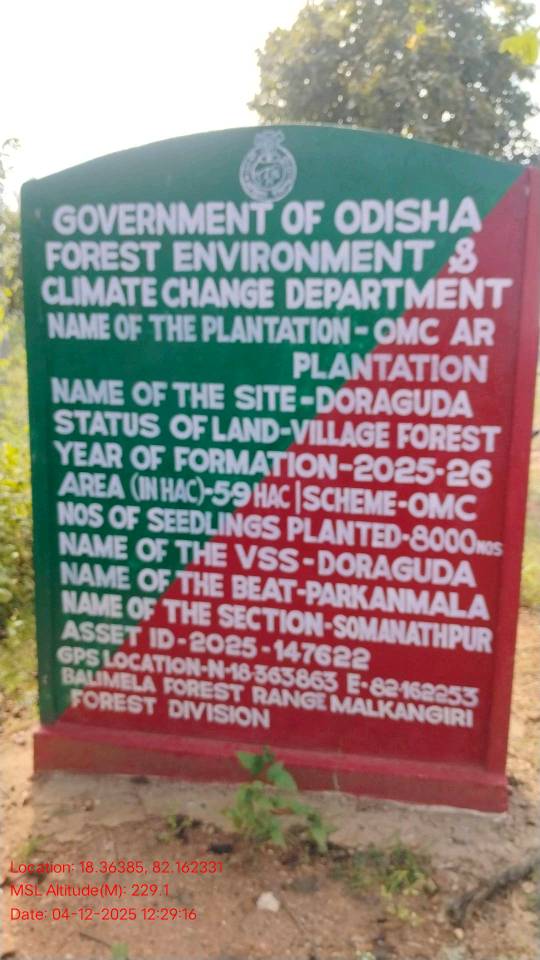 GOVERNMENT OF ODISHA
FOREST ENVIRONMENT &
CLIMATE CHANGE DEPARTMENT
NAME OF THE PLANTATION - OMC AR
PLANTATION
NAME OF THE SITE - DORAGUDA
STATUS OF LAND - VILLAGE FOREST
YEAR OF FORMATION - 2025-26
AREA (IN HAC) - 59 HAC | SCHEME - OMC
NOS OF SEEDLINGS PLANTED - 8000 NOS
NAME OF THE VSS - DORAGUDA
NAME OF THE BEAT - PARKANMALA
NAME OF THE SECTION - SOMANATHPUR
ASSET ID - 2025 - 147622
GPS LOCATION - N-18·363863 E-82·162253
BALIMELA FOREST RANGE MALKANGIRI
FOREST DIVISION
Location: 18.36385, 82.162331
MSL Altitude(M): 229.1
Date: 04-12-2025 12:29:16